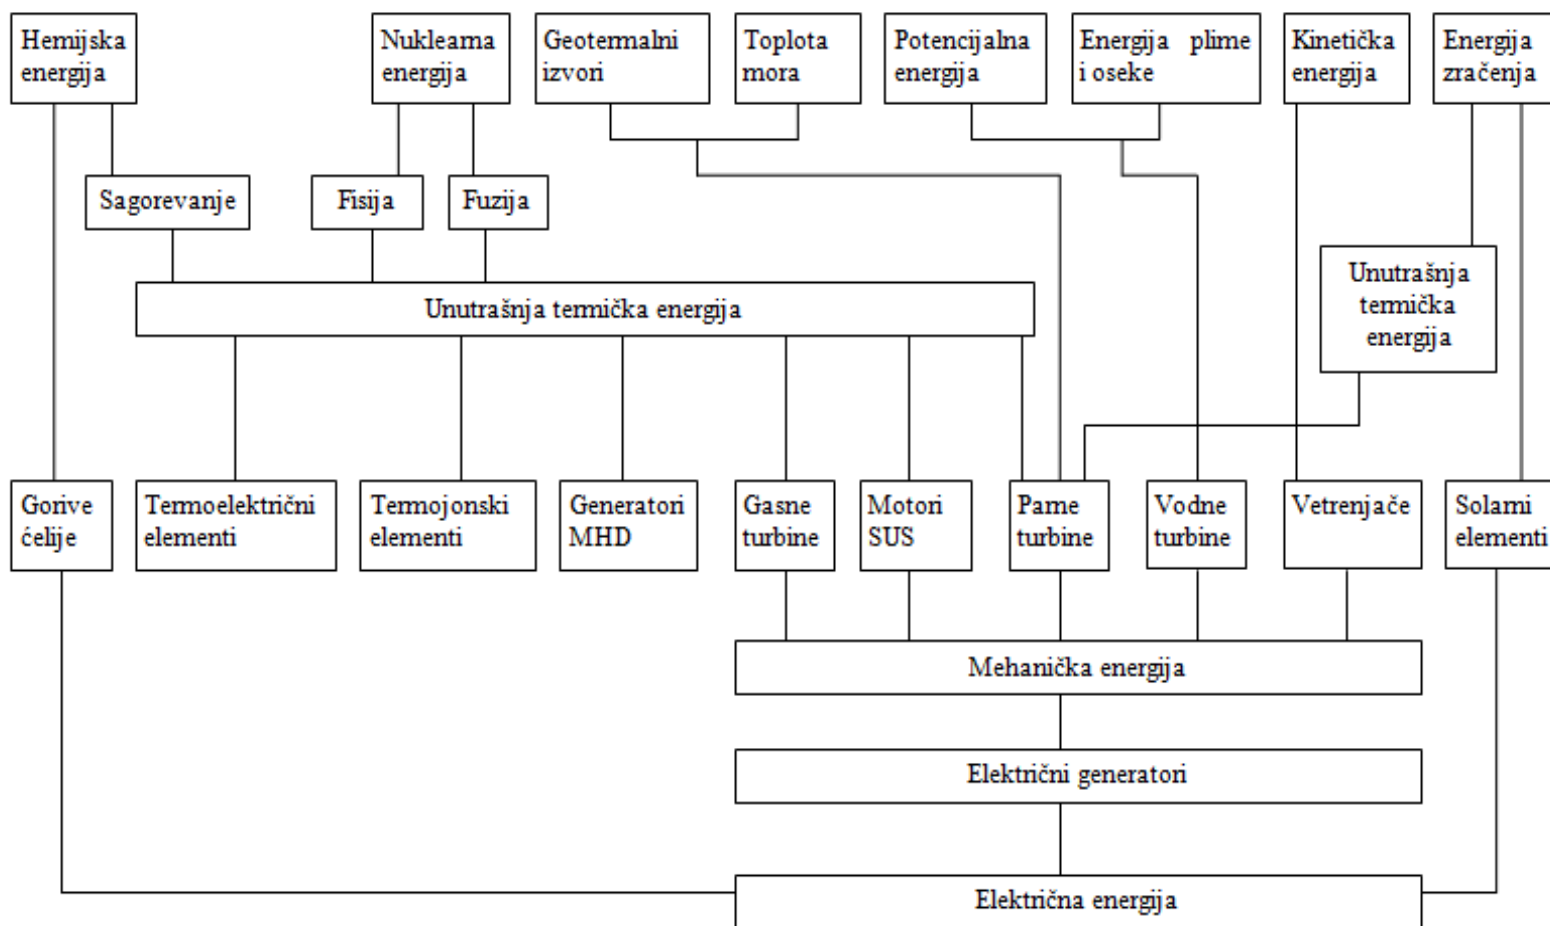 Hemijska
energija
Nuklearna
energija
Geotermalni
izvori
Toplota
mora
Potencijalna
energija
Energija plime
i oseke
Kinetička
energija
Energija
zračenja
Sagorevanje
Fisija
Fuzija
Unutrašnja termička energija
Unutrašnja
termička
energija
Gorive
ćelije
Termoelektrični
elementi
Termojonski
elementi
Generatori
MHD
Gasne
turbine
Motori
SUS
Parne
turbine
Vodne
turbine
Vetrenjače
Solarni
elementi
Mehanička energija
Električni generatori
Električna energija